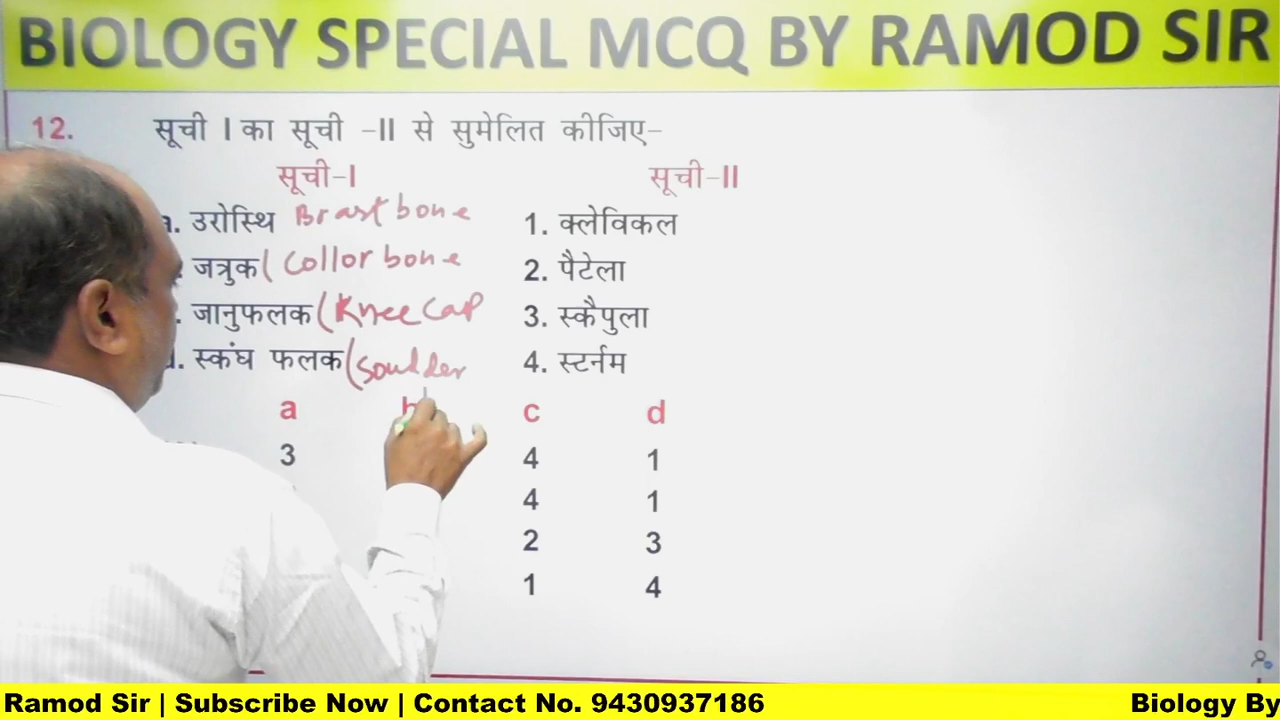 BIOLOGY SPECIAL MCQ BY RAMOD SIR
12. सूची I का सूची -II से सुमेलित कीजिए-
सूची-I सूची-II
a. उरोस्थि Brast bone 1. क्लेविकल
. जत्रुक( Collor bone 2. पैटेला
. जानुफलक (Knee cap 3. स्कैपुला
d. स्कंघ फलक (Soulder 4. स्टर्नम
a b c d
3 4 1
4 1
2 3
1 4
Ramod Sir | Subscribe Now | Contact No. 9430937186 Biology By